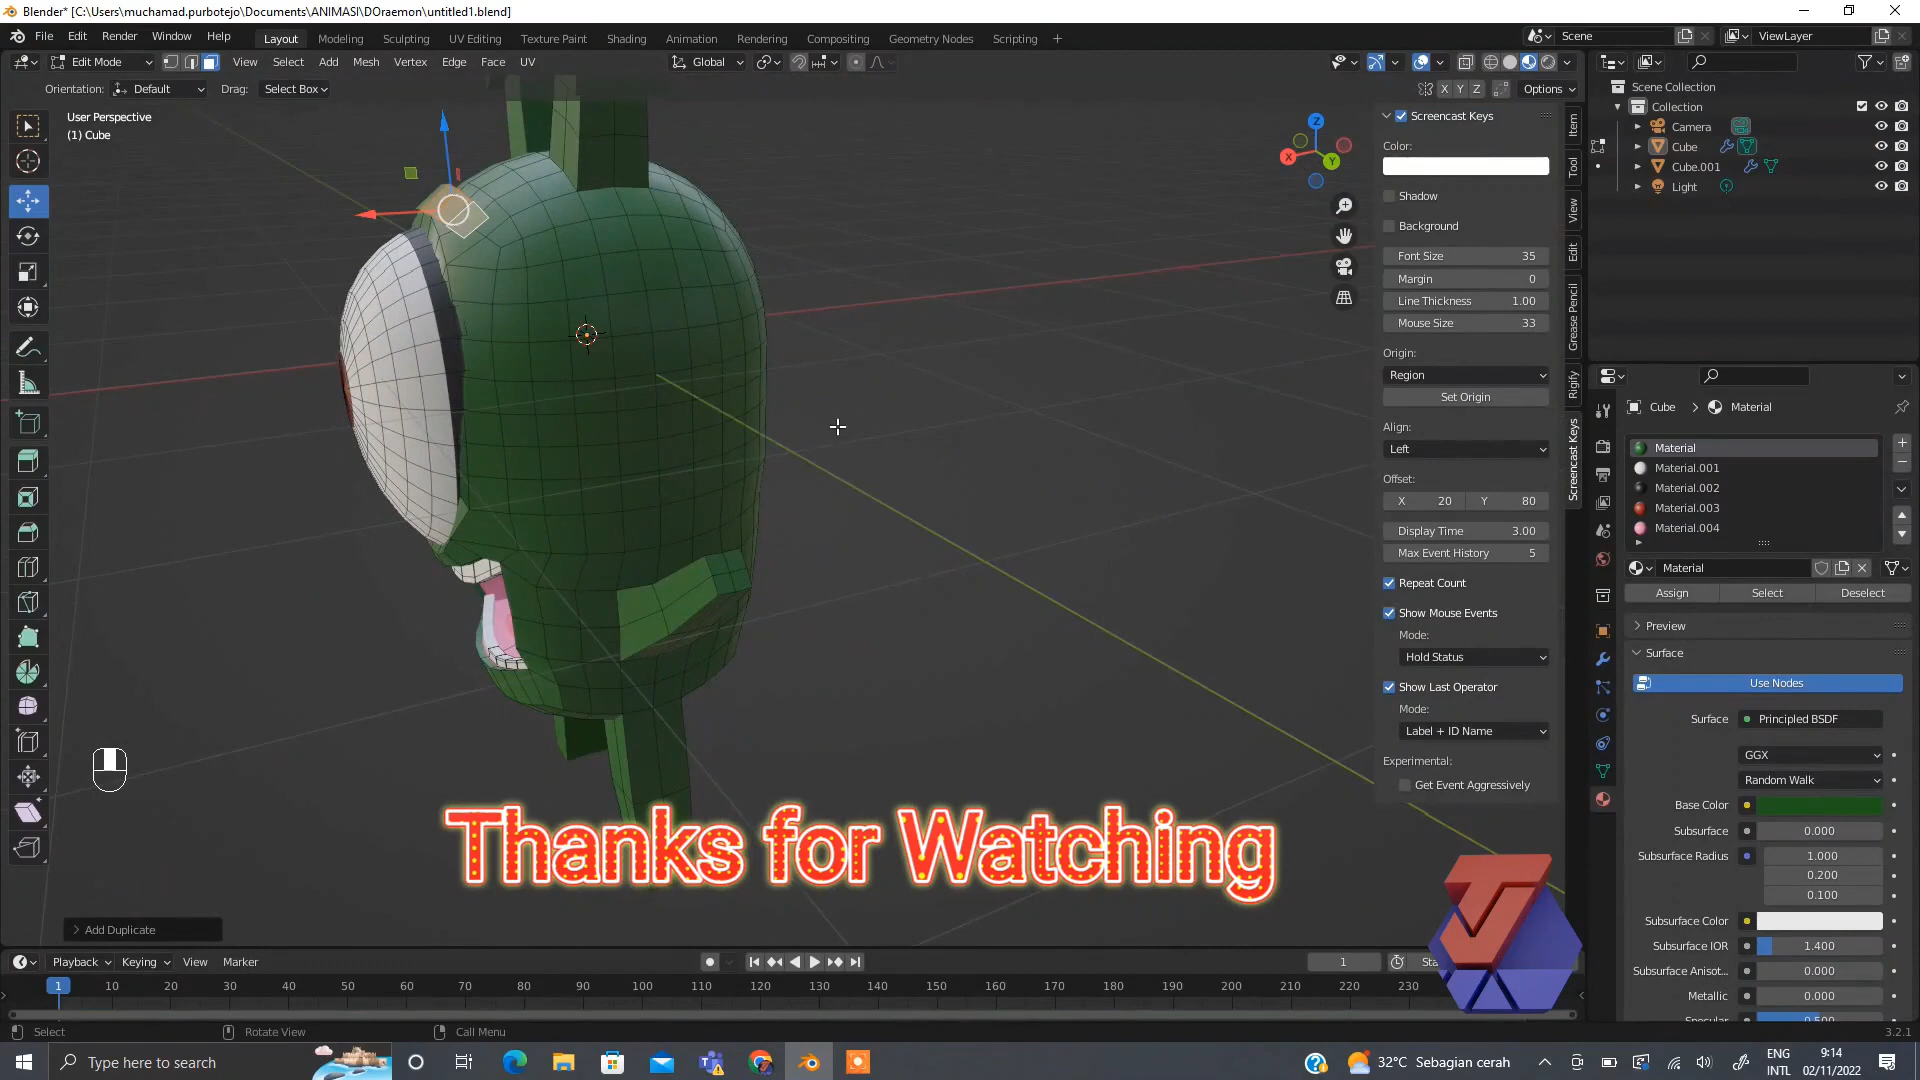 Blender* [C:\Users\muchamad.purbotejo\Documents\ANIMASI\DOraemon\untitled1.blend]
File Edit Render Window Help Layout Modeling Sculpting UV Editing Texture Paint Shading Animation Rendering Compositing Geometry Nodes Scripting + Scene ViewLayer
Edit Mode View Select Add Mesh Vertex Edge Face UV Global
Orientation: Default Drag: Select Box X Y Z Options
User Perspective
(1) Cube
Z
X
Y
Screencast Keys
Color:
Shadow
Background
Font Size 35
Margin 0
Line Thickness 1.00
Mouse Size 33
Origin:
Region
Set Origin
Align:
Left
Offset:
X 20 Y 80
Display Time 3.00
Max Event History 5
Repeat Count
Show Mouse Events
Mode:
Hold Status
Show Last Operator
Mode:
Label + ID Name
Experimental:
Get Event Aggressively
Item
Tool
View
Edit
Grease Pencil
Rigify
Screencast Keys
Scene Collection
Collection
Camera
Cube
Cube.001
Light
Cube > Material
Material
Material.001
Material.002
Material.003
Material.004
Material
Assign Select Deselect
Preview
Surface
Use Nodes
Surface Principled BSDF
GGX
Random Walk
Base Color
Subsurface 0.000
Subsurface Radius 1.000
0.200
0.100
Subsurface Color
Subsurface IOR 1.400
Subsurface Anisot... 0.000
Metallic 0.000
Thanks for Watching
Add Duplicate
Playback Keying View Marker 1 Sta
1 10 20 30 40 50 60 70 80 90 100 110 120 130 140 150 160 170 180 190 200 210 220 230
Select Rotate View Call Menu 3.2.1
Type here to search 32°C Sebagian cerah ENG INTL 9:14 02/11/2022